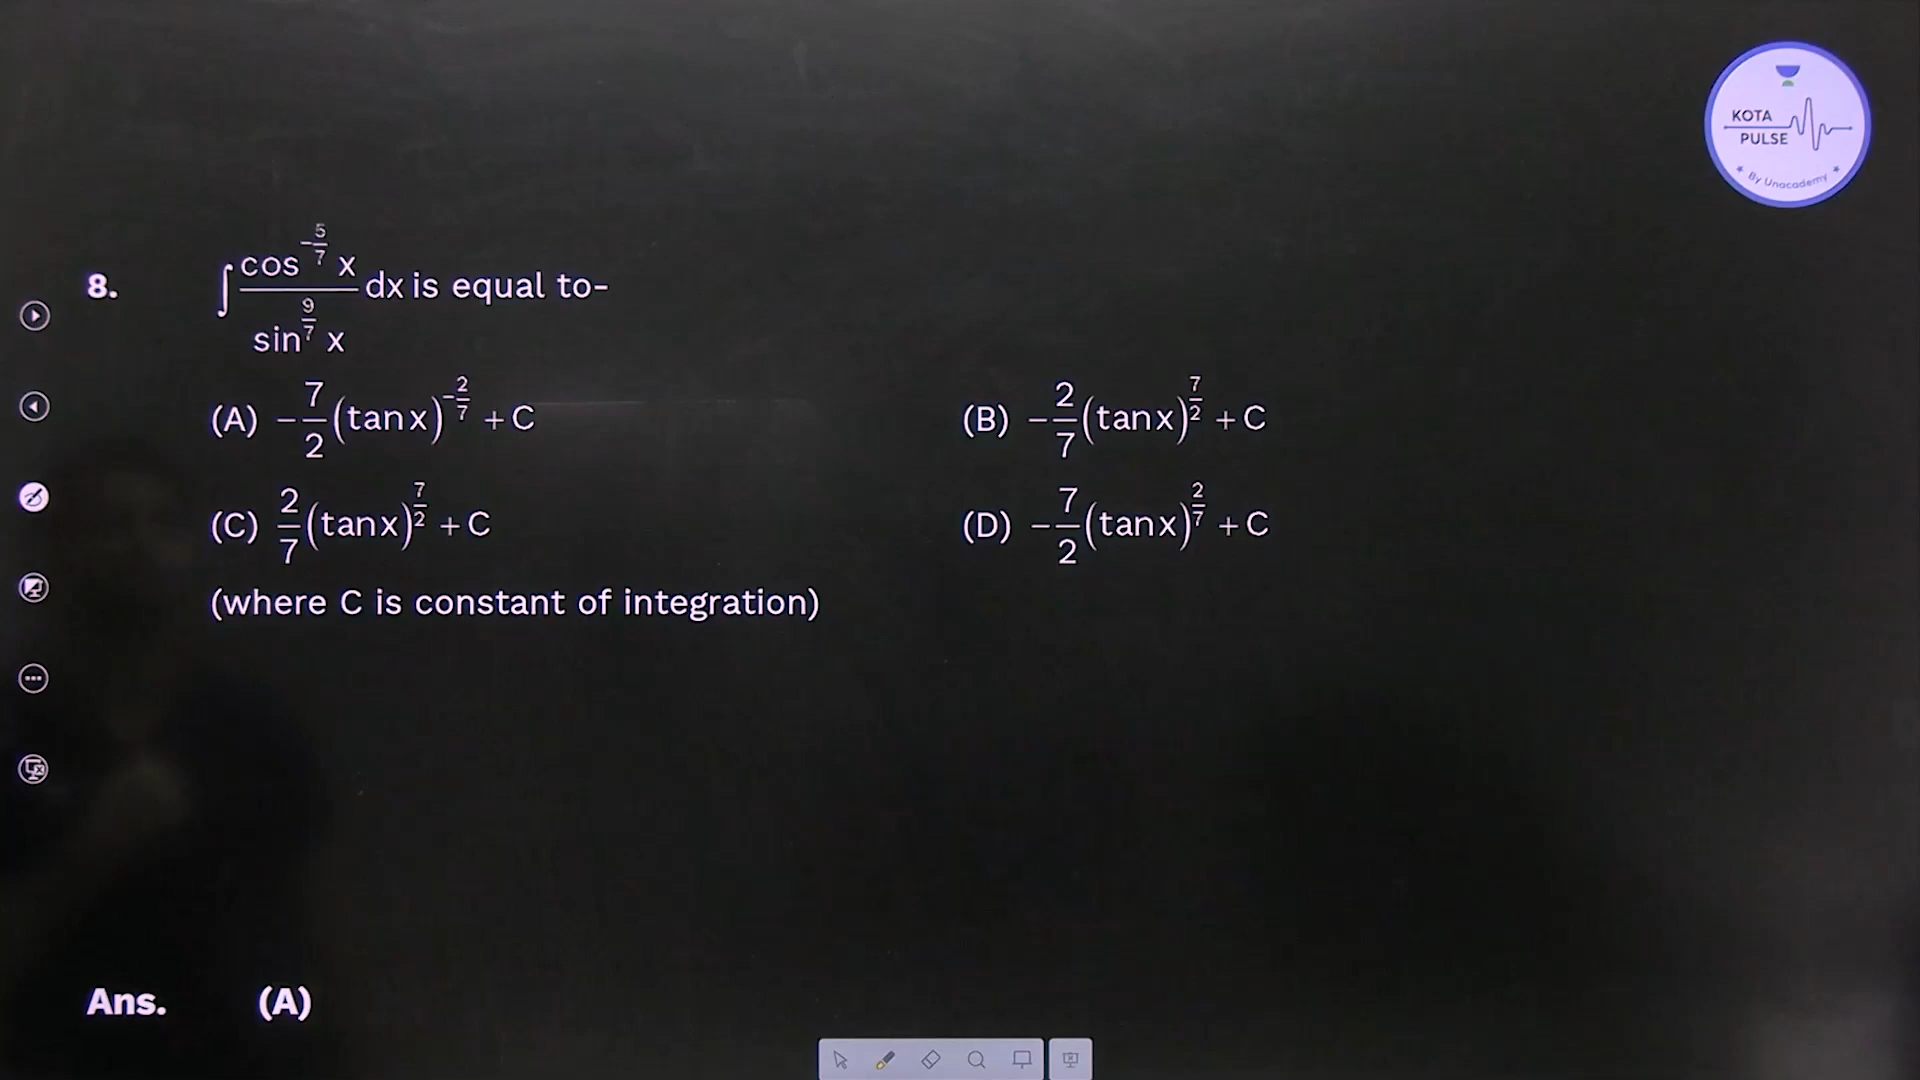 KOTA
PULSE
★ By Unacademy ★
8. ∫ cos^(-5/7) x / sin^(9/7) x dx is equal to-
(A) -7/2 (tan x)^(-2/7) + C (B) -2/7 (tan x)^(7/2) + C
(C) 2/7 (tan x)^(7/2) + C (D) -7/2 (tan x)^(2/7) + C
(where C is constant of integration)
Ans. (A)